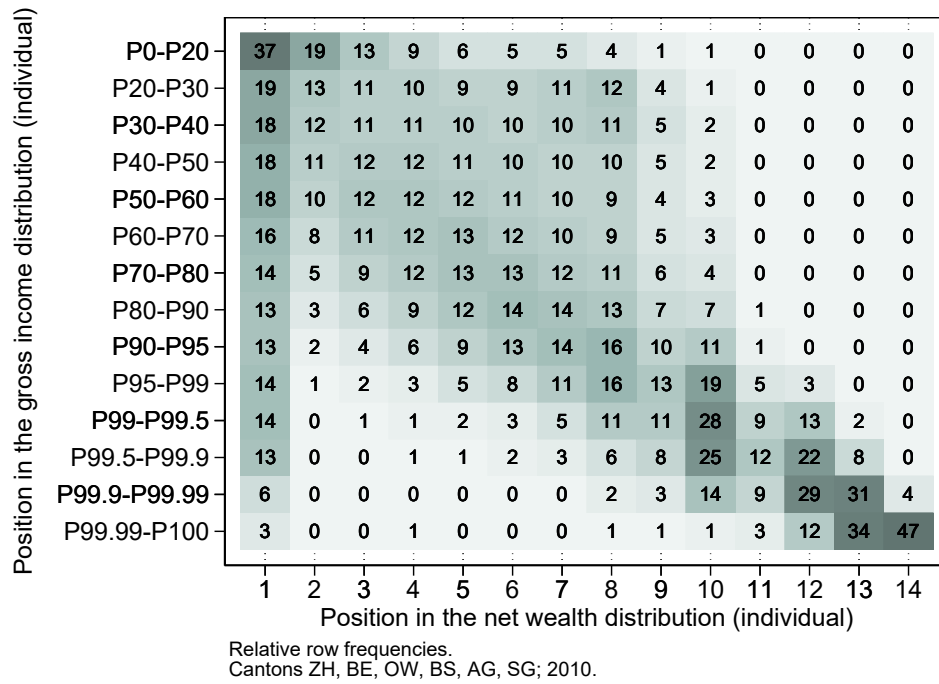 Position in the gross income distribution (individual)
P0-P20 37 19 13 9 6 5 5 4 1 1 0 0 0 0
P20-P30 19 13 11 10 9 9 11 12 4 1 0 0 0 0
P30-P40 18 12 11 11 10 10 10 11 5 2 0 0 0 0
P40-P50 18 11 12 12 11 10 10 10 5 2 0 0 0 0
P50-P60 18 10 12 12 12 11 10 9 4 3 0 0 0 0
P60-P70 16 8 11 12 13 12 10 9 5 3 0 0 0 0
P70-P80 14 5 9 12 13 13 12 11 6 4 0 0 0 0
P80-P90 13 3 6 9 12 14 14 13 7 7 1 0 0 0
P90-P95 13 2 4 6 9 13 14 16 10 11 1 0 0 0
P95-P99 14 1 2 3 5 8 11 16 13 19 5 3 0 0
P99-P99.5 14 0 1 1 2 3 5 11 11 28 9 13 2 0
P99.5-P99.9 13 0 0 1 1 2 3 6 8 25 12 22 8 0
P99.9-P99.99 6 0 0 0 0 0 0 2 3 14 9 29 31 4
P99.99-P100 3 0 0 1 0 0 0 1 1 1 3 12 34 47
1 2 3 4 5 6 7 8 9 10 11 12 13 14
Position in the net wealth distribution (individual)
Relative row frequencies.
Cantons ZH, BE, OW, BS, AG, SG; 2010.